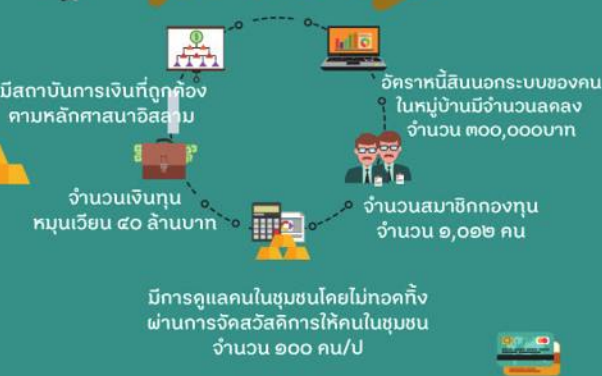 มีสถาบันการเงินที่ถูกต้อง
ตามหลักศาสนาอิสลาม
อัตราหนี้สินนอกระบบของคน
ในหมู่บ้านมีจำนวนลดลง
จำนวน ๓๐๐,๐๐๐บาท
จำนวนเงินทุน
หมุนเวียน ๔๐ ล้านบาท
จำนวนสมาชิกกองทุน
จำนวน ๑,๐๑๒ คน
มีการดูแลคนในชุมชนโดยไม่ทอดทิ้ง
ผ่านการจัดสวัสดิการให้คนในชุมชน
จำนวน ๑๐๐ คน/ป